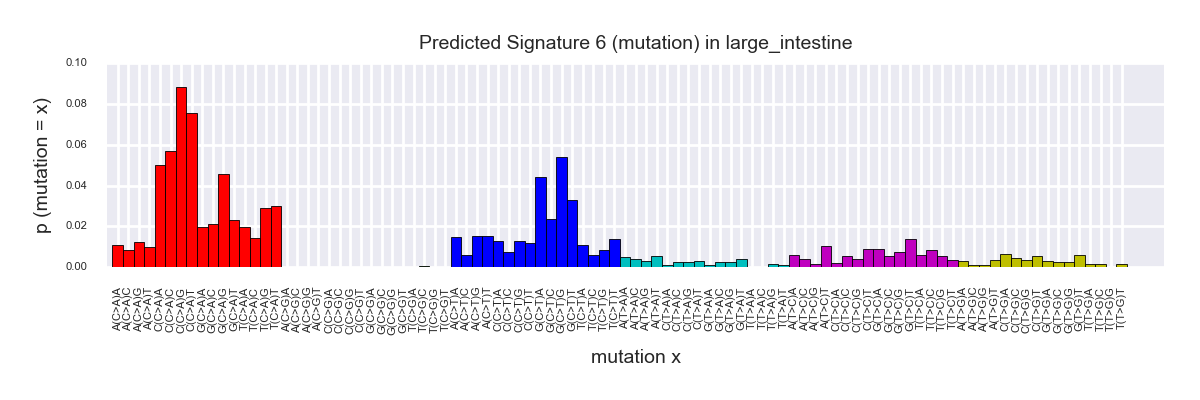 Predicted Signature 6 (mutation) in large_intestine
p (mutation = x)
0.10
0.08
0.06
0.04
0.02
0.00
A(C>A)A
A(C>A)C
A(C>A)G
A(C>A)T
C(C>A)A
C(C>A)C
C(C>A)G
C(C>A)T
G(C>A)A
G(C>A)C
G(C>A)G
G(C>A)T
T(C>A)A
T(C>A)C
T(C>A)G
T(C>A)T
A(C>G)A
A(C>G)C
A(C>G)G
A(C>G)T
C(C>G)A
C(C>G)C
C(C>G)G
C(C>G)T
G(C>G)A
G(C>G)C
G(C>G)G
G(C>G)T
T(C>G)A
T(C>G)C
T(C>G)G
T(C>G)T
A(C>T)A
A(C>T)C
A(C>T)G
A(C>T)T
C(C>T)A
C(C>T)C
C(C>T)G
C(C>T)T
G(C>T)A
G(C>T)C
G(C>T)G
G(C>T)T
T(C>T)A
T(C>T)C
T(C>T)G
T(C>T)T
A(T>A)A
A(T>A)C
A(T>A)G
A(T>A)T
C(T>A)A
C(T>A)C
C(T>A)G
C(T>A)T
G(T>A)A
G(T>A)C
G(T>A)G
G(T>A)T
T(T>A)A
T(T>A)C
T(T>A)G
T(T>A)T
A(T>C)A
A(T>C)C
A(T>C)G
A(T>C)T
C(T>C)A
C(T>C)C
C(T>C)G
C(T>C)T
G(T>C)A
G(T>C)C
G(T>C)G
G(T>C)T
T(T>C)A
T(T>C)C
T(T>C)G
T(T>C)T
A(T>G)A
A(T>G)C
A(T>G)G
A(T>G)T
C(T>G)A
C(T>G)C
C(T>G)G
C(T>G)T
G(T>G)A
G(T>G)C
G(T>G)G
G(T>G)T
T(T>G)A
T(T>G)C
T(T>G)G
T(T>G)T
mutation x